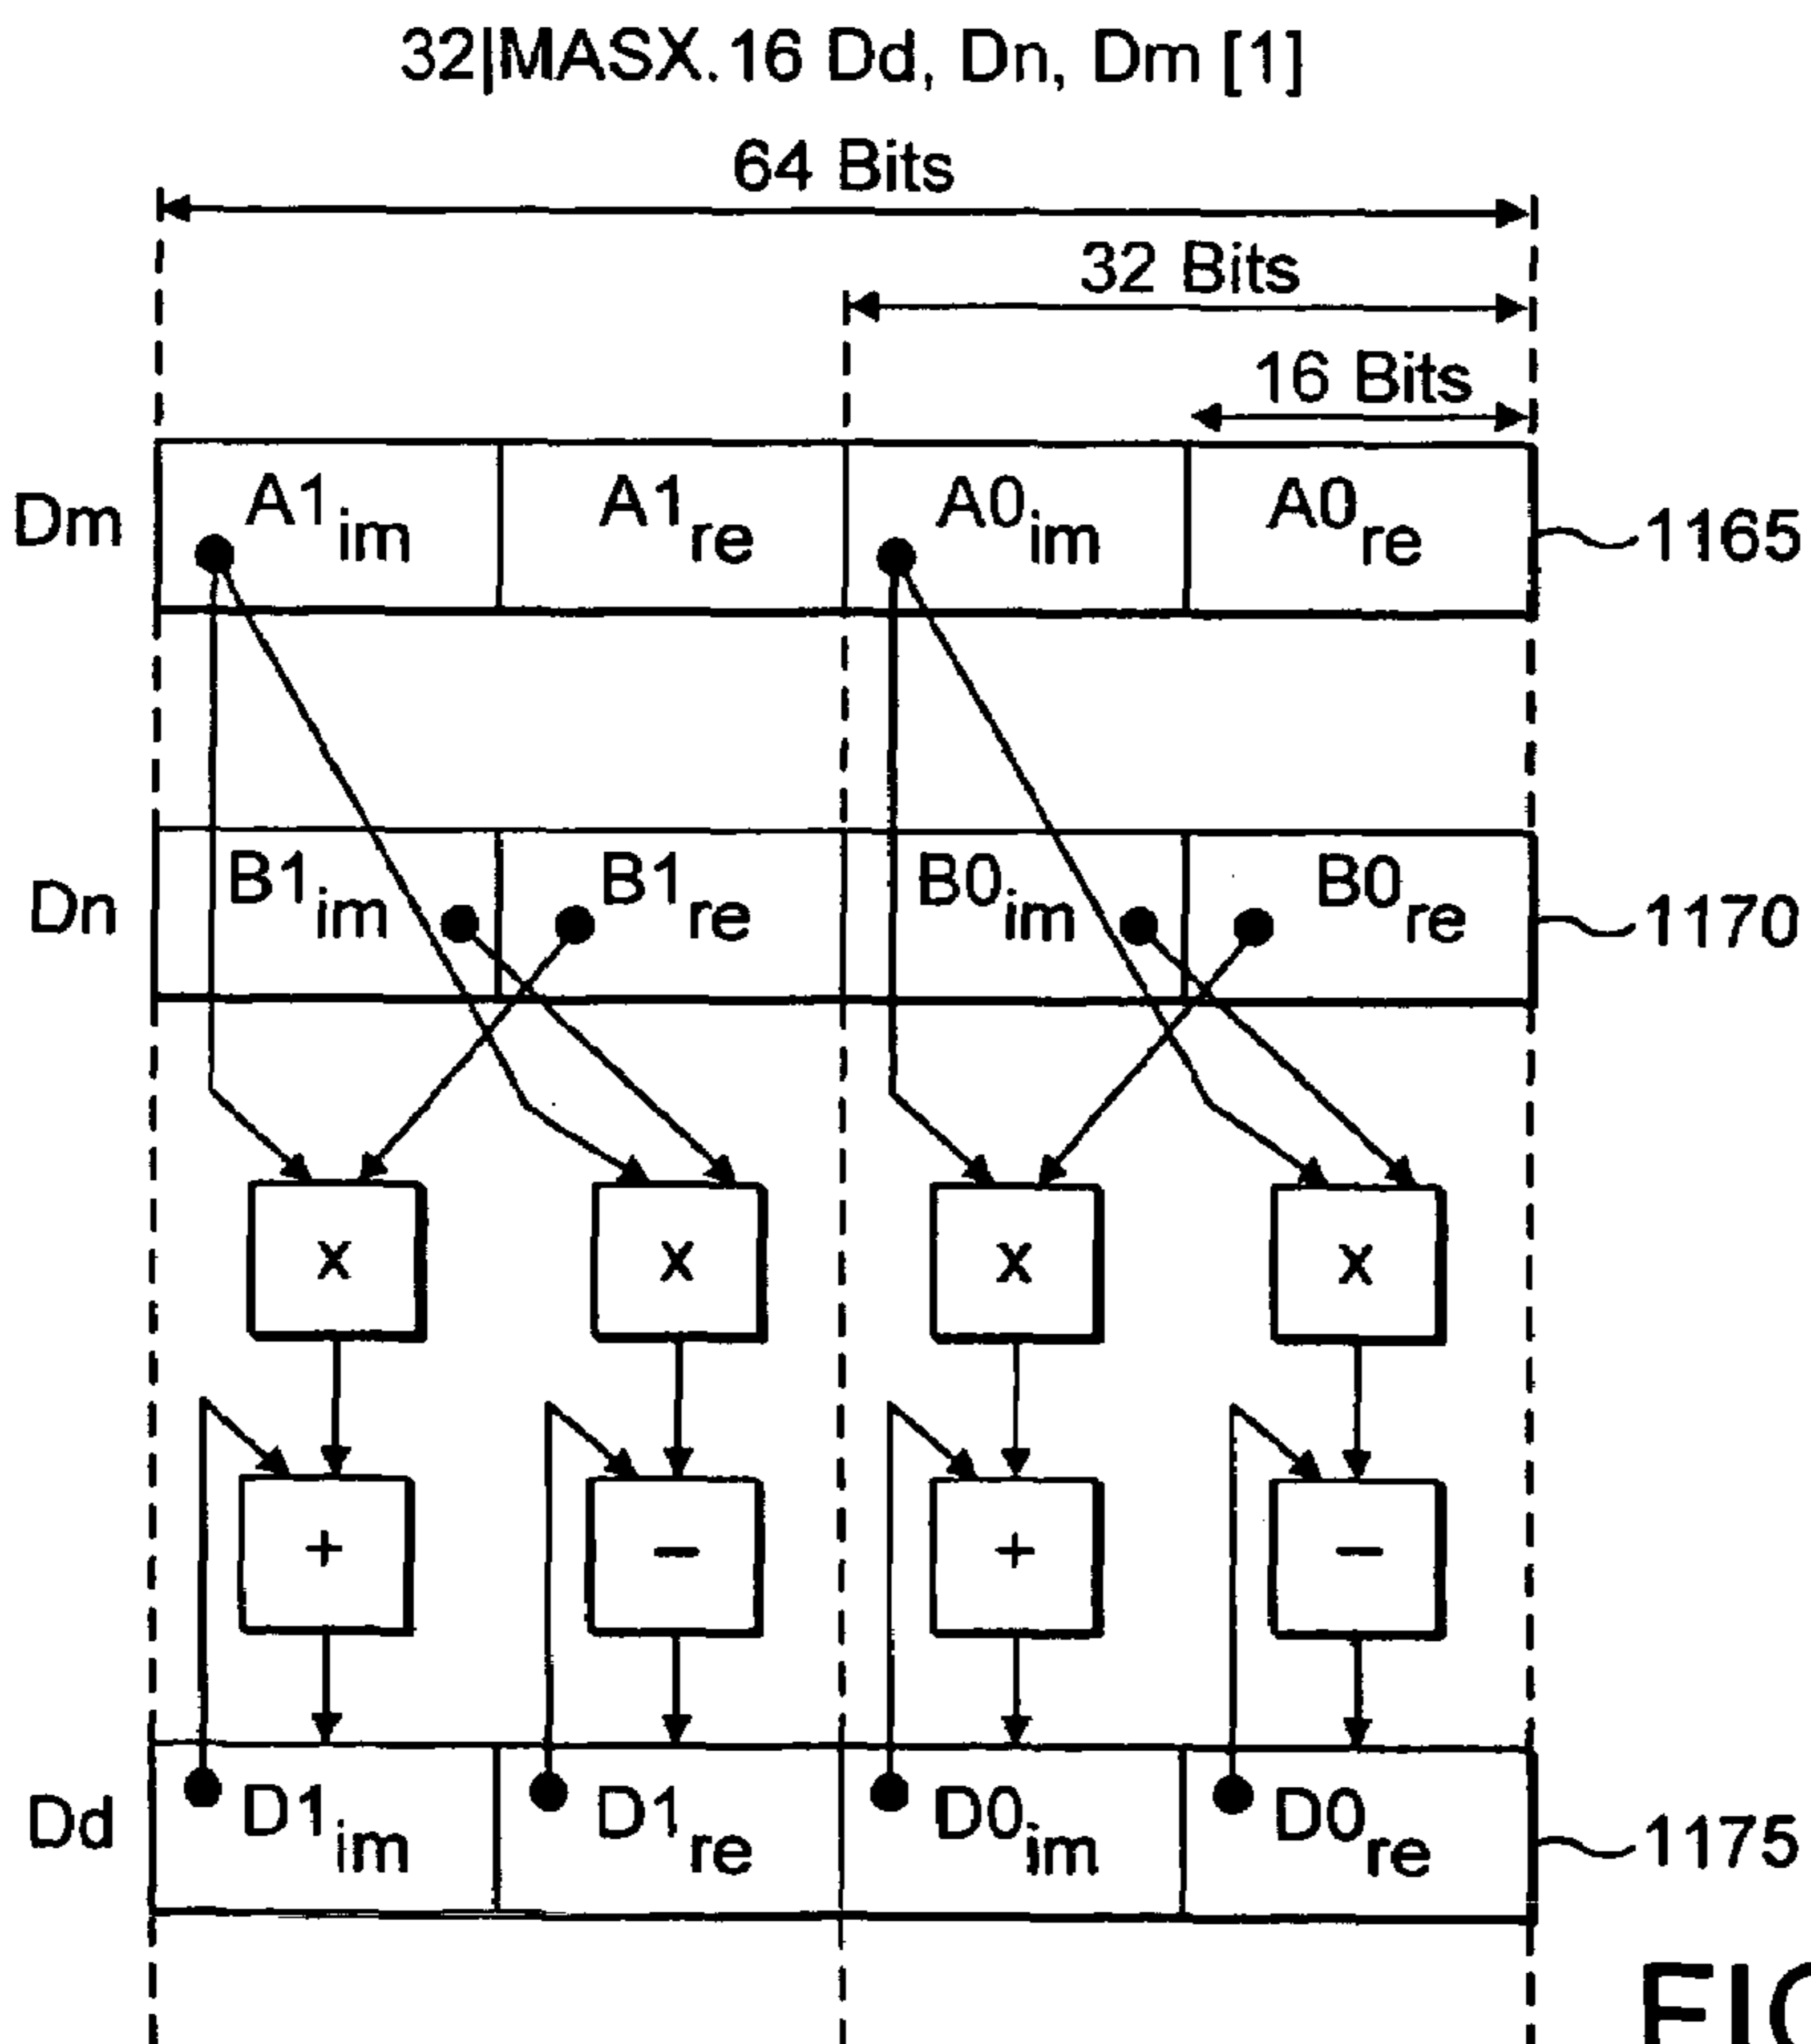 32|MASX.16 Dd, Dn, Dm [1]
64 Bits
32 Bits
16 Bits
Dm A1im A1re A0im A0re 1165
Dn B1im B1re B0im B0re 1170
x x x x
+ − + −
Dd D1im D1re D0im D0re 1175